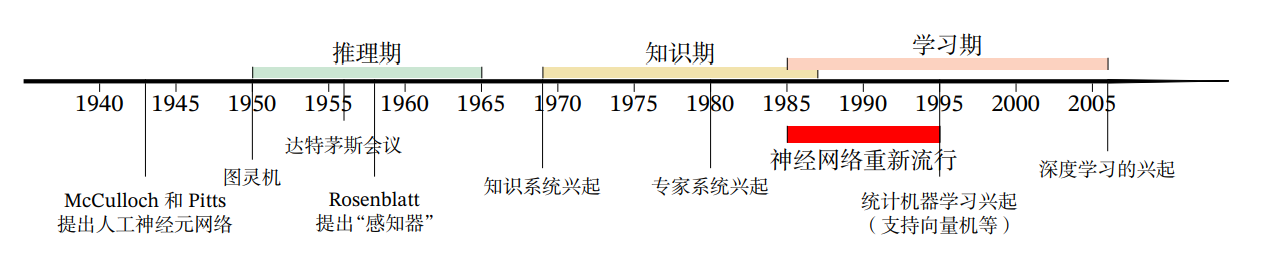 推理期
知识期
学习期
1940
1945
1950
1955
1960
1965
1970
1975
1980
1985
1990
1995
2000
2005
达特茅斯会议
神经网络重新流行
深度学习的兴起
图灵机
知识系统兴起
专家系统兴起
McCulloch 和 Pitts
提出人工神经元网络
Rosenblatt
提出“感知器”
统计机器学习兴起
（支持向量机等）